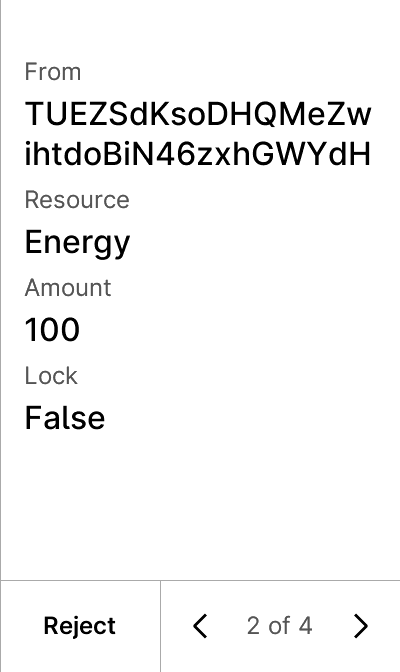 From
TUEZSdKsoDHQMeZw
ihtdoBiN46zxhGWYdH
Resource
Energy
Amount
100
Lock
False
Reject
2 of 4